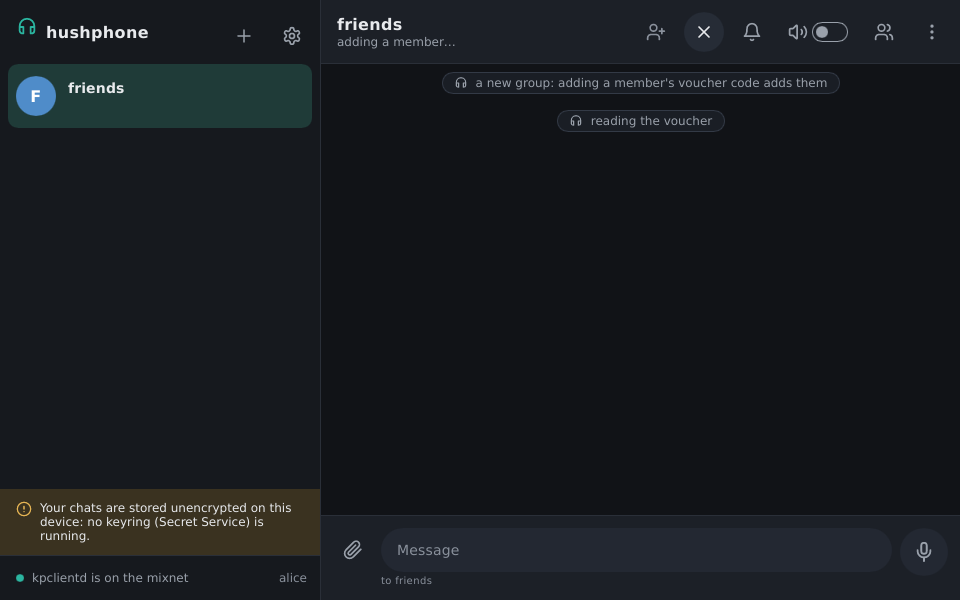 hushphone
friends
adding a member...
F
friends
a new group: adding a member's voucher code adds them
reading the voucher
Your chats are stored unencrypted on this
device: no keyring (Secret Service) is
running.
kpclientd is on the mixnet
alice
Message
to friends